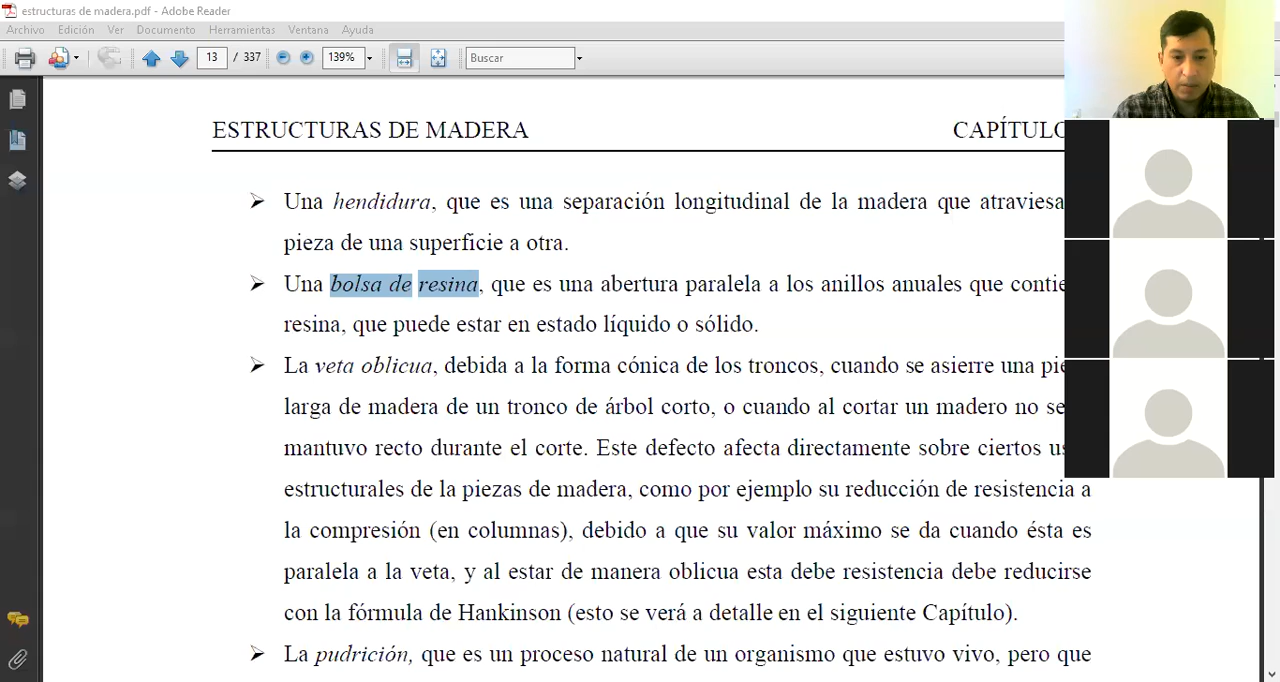 estructuras de madera.pdf - Adobe Reader
Archivo Edición Ver Documento Herramientas Ventana Ayuda
13 / 337 139% Buscar
ESTRUCTURAS DE MADERA CAPÍTULO
Una hendidura, que es una separación longitudinal de la madera que atraviesa
pieza de una superficie a otra.
Una bolsa de resina, que es una abertura paralela a los anillos anuales que contie
resina, que puede estar en estado líquido o sólido.
La veta oblicua, debida a la forma cónica de los troncos, cuando se asierre una pie
larga de madera de un tronco de árbol corto, o cuando al cortar un madero no se
mantuvo recto durante el corte. Este defecto afecta directamente sobre ciertos us
estructurales de la piezas de madera, como por ejemplo su reducción de resistencia a
la compresión (en columnas), debido a que su valor máximo se da cuando ésta es
paralela a la veta, y al estar de manera oblicua esta debe resistencia debe reducirse
con la fórmula de Hankinson (esto se verá a detalle en el siguiente Capítulo).
La pudrición, que es un proceso natural de un organismo que estuvo vivo, pero que